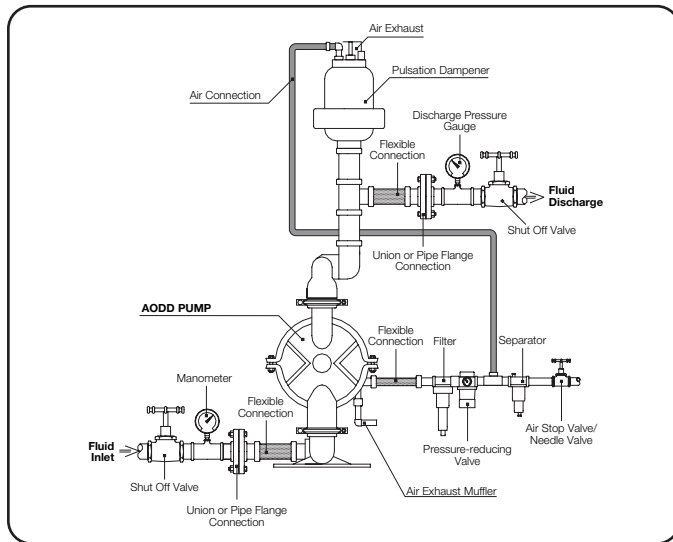 Air Exhaust
Pulsation Dampener
Air Connection
Discharge Pressure
Gauge
Flexible
Connection
Fluid
Discharge
Shut Off Valve
Union or Pipe Flange
Connection
AODD PUMP
Flexible
Connection
Filter
Separator
Manometer
Flexible
Connection
Air Stop Valve/
Needle Valve
Fluid
Inlet
Pressure-reducing
Valve
Shut Off Valve
Air Exhaust Muffler
Union or Pipe Flange
Connection